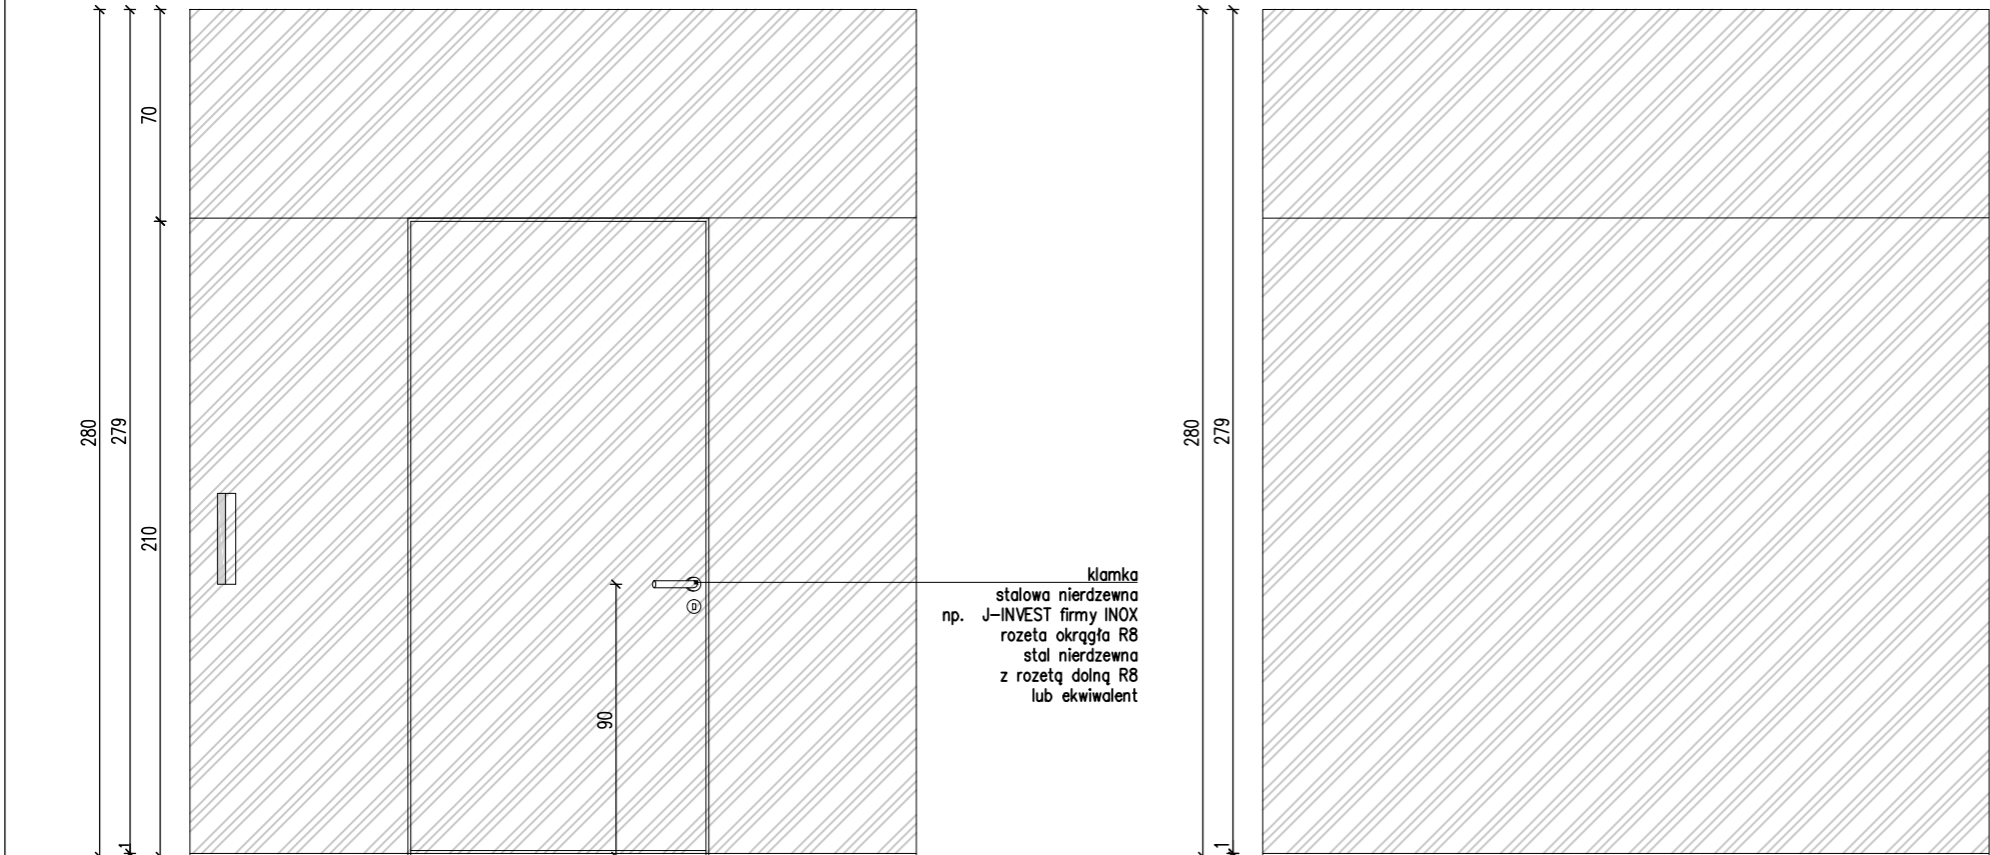 280
279
70
210
1
90
klamka
stalowa nierdzewna
np. J-INVEST firmy INOX
rozeta okrągła R8
stal nierdzewna
z rozetą dolną R8
lub ekwiwalent
280
279
1